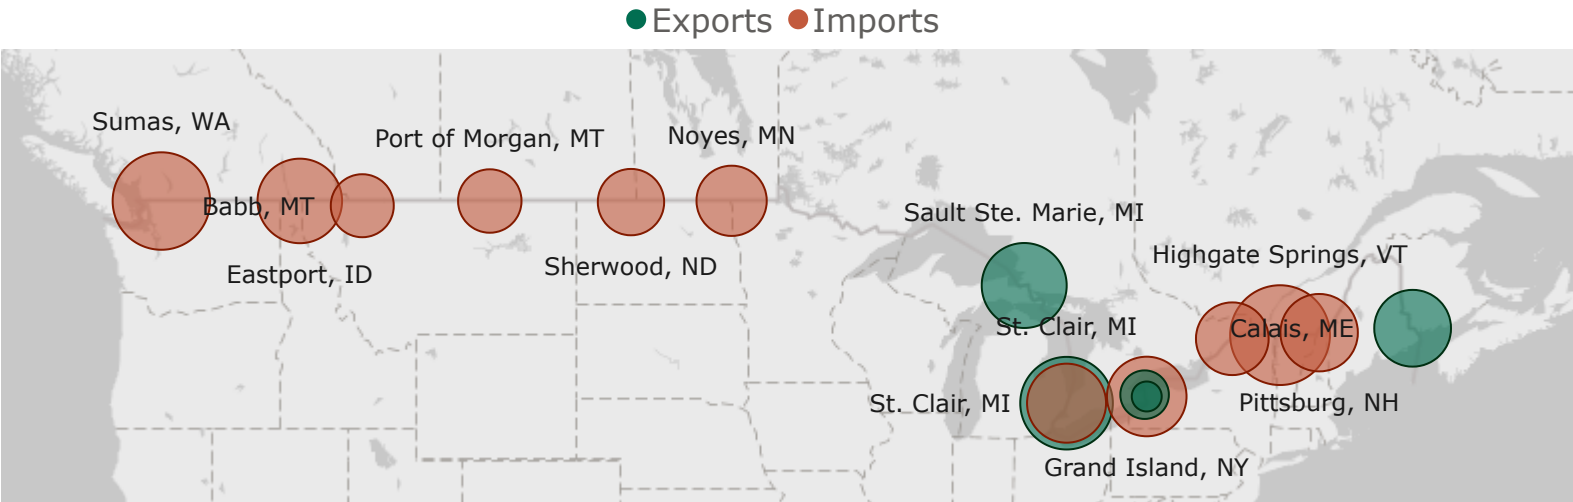 Exports Imports
Sumas, WA
Port of Morgan, MT
Noyes, MN
Babb, MT
Sault Ste. Marie, MI
Highgate Springs, VT
Eastport, ID
Sherwood, ND
St. Clair, MI
Calais, ME
St. Clair, MI
Pittsburg, NH
Grand Island, NY